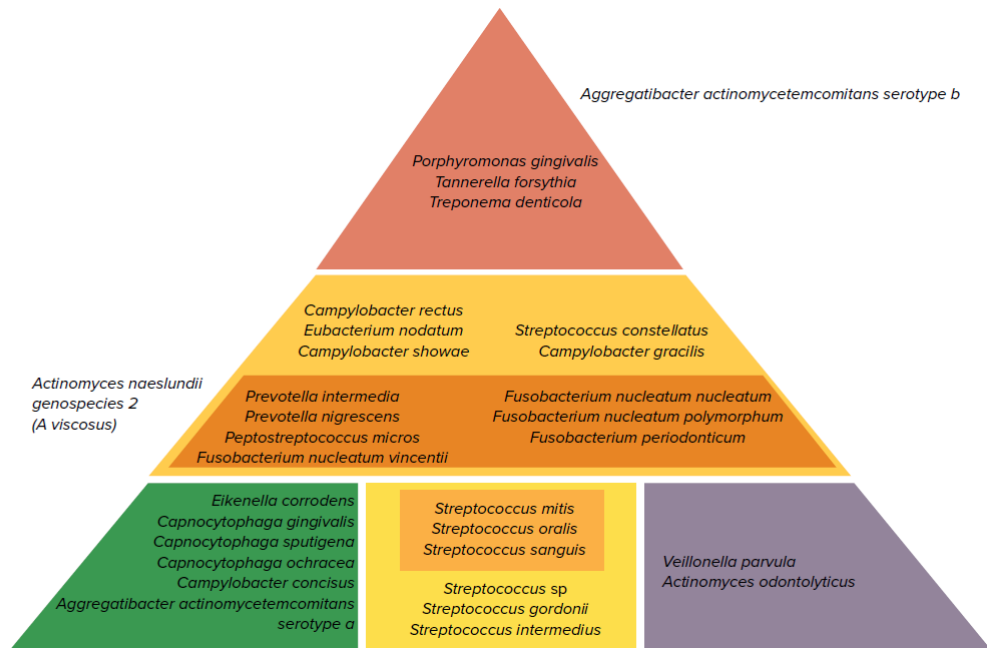 Aggregatibacter actinomycetemcomitans serotype b
Porphyromonas gingivalis
Tannerella forsythia
Treponema denticola
Campylobacter rectus
Eubacterium nodatum
Campylobacter showae
Streptococcus constellatus
Campylobacter gracilis
Actinomyces naeslundii
genospecies 2
(A viscosus)
Prevotella intermedia
Prevotella nigrescens
Peptostreptococcus micros
Fusobacterium nucleatum vincentii
Fusobacterium nucleatum nucleatum
Fusobacterium nucleatum polymorphum
Fusobacterium periodonticum
Eikenella corrodens
Capnocytophaga gingivalis
Capnocytophaga sputigena
Capnocytophaga ochracea
Campylobacter concisus
Aggregatibacter actinomycetemcomitans
serotype a
Streptococcus mitis
Streptococcus oralis
Streptococcus sanguis
Streptococcus sp
Streptococcus gordonii
Streptococcus intermedius
Veillonella parvula
Actinomyces odontolyticus